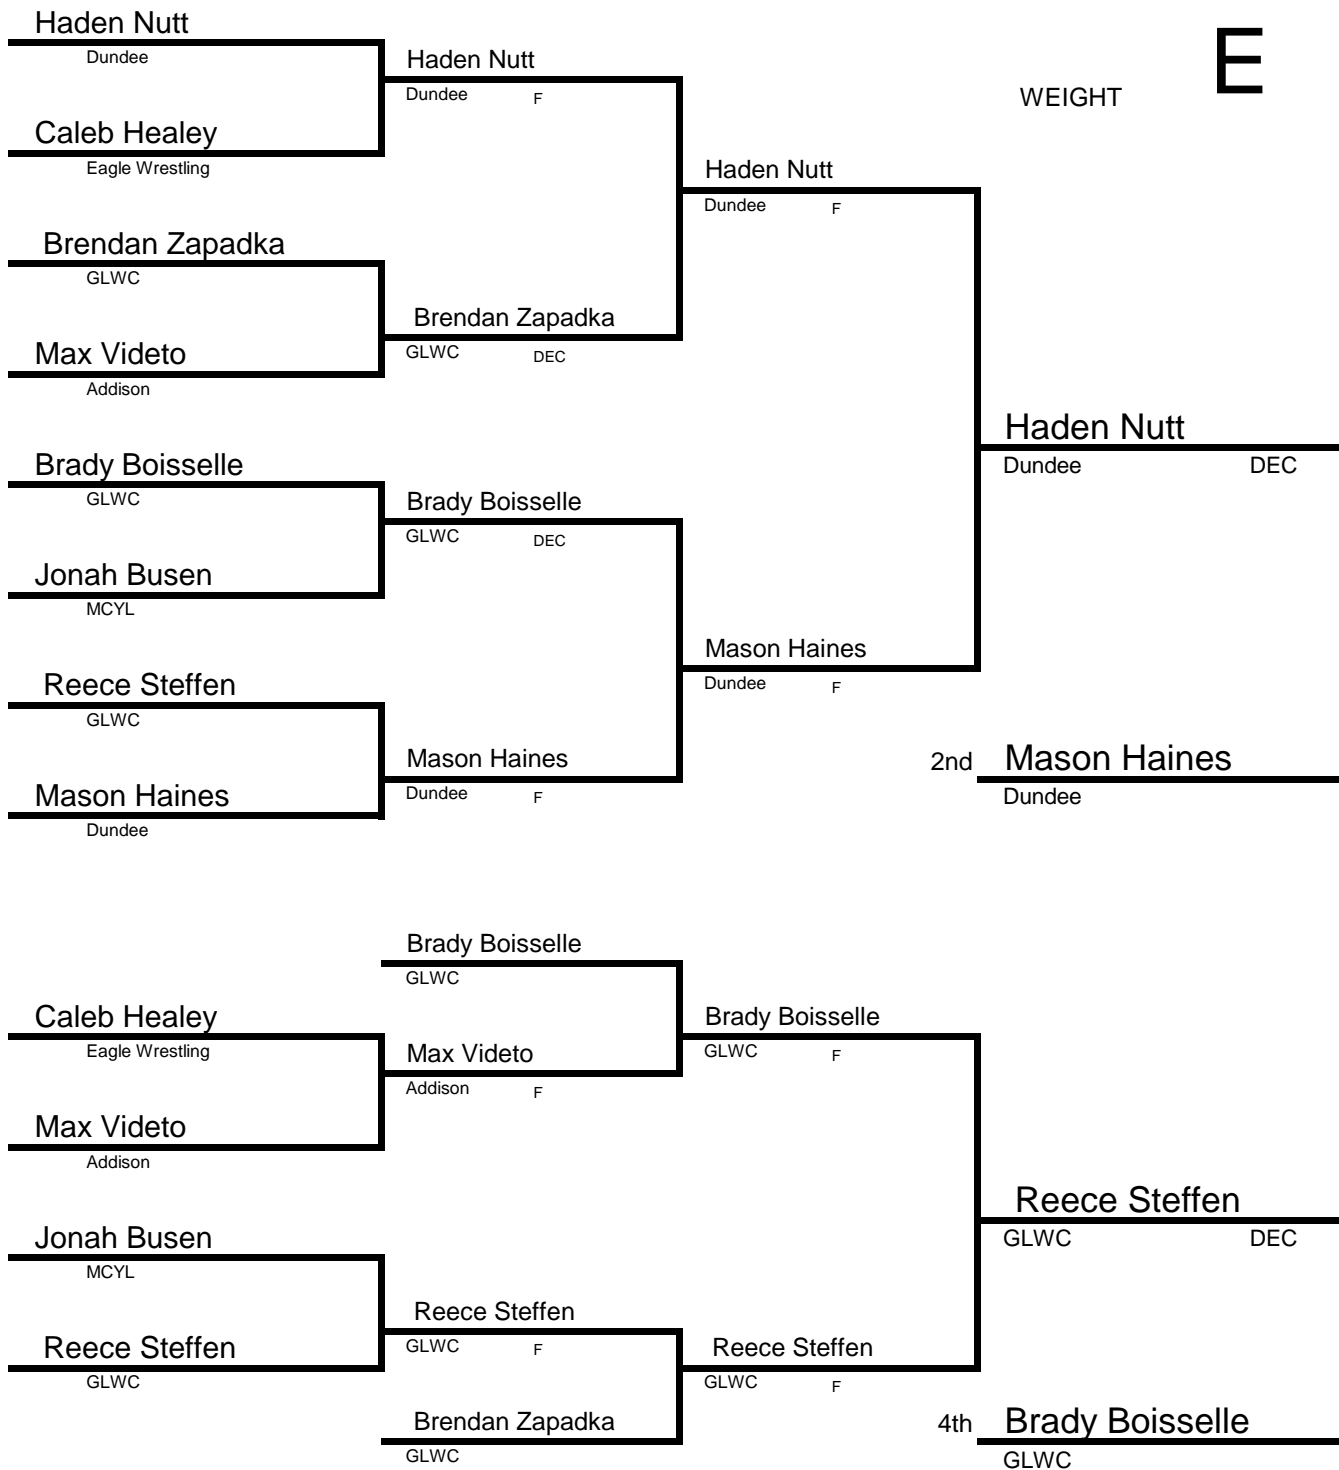 Haden Nutt
Dundee
Haden Nutt
Dundee F
WEIGHT E
Caleb Healey
Eagle Wrestling
Haden Nutt
Dundee F
Brendan Zapadka
GLWC
Brendan Zapadka
GLWC DEC
Max Videto
Addison
Haden Nutt
Dundee DEC
Brady Boisselle
GLWC
Brady Boisselle
GLWC DEC
Jonah Busen
MCYL
Mason Haines
Dundee F
Reece Steffen
GLWC
Mason Haines
Dundee F
2nd Mason Haines
Dundee
Mason Haines
Dundee
Brady Boisselle
GLWC
Caleb Healey
Eagle Wrestling
Brady Boisselle
GLWC F
Max Videto
Addison F
Max Videto
Addison
Reece Steffen
GLWC DEC
Jonah Busen
MCYL
Reece Steffen
GLWC F
Reece Steffen
GLWC
Reece Steffen
GLWC F
Brendan Zapadka
GLWC
4th Brady Boisselle
GLWC